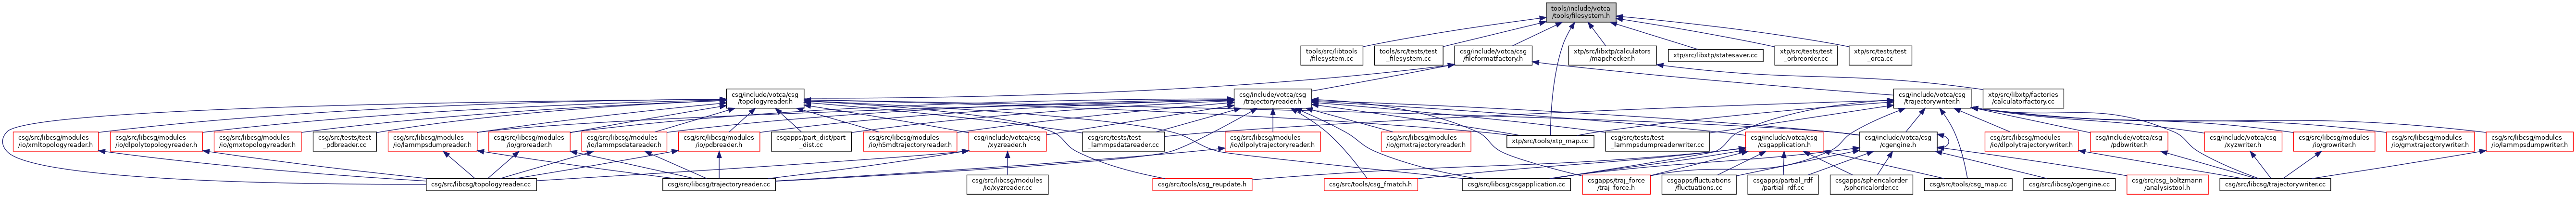 tools/include/votca
/tools/filesystem.h
tools/src/libtools
/filesystem.cc
tools/src/tests/test
_filesystem.cc
csg/include/votca/csg
/fileformatfactory.h
xtp/src/libxtp/calculators
/mapchecker.h
xtp/src/libxtp/statesaver.cc
xtp/src/tests/test
_orbreorder.cc
xtp/src/tests/test
_orca.cc
csg/include/votca/csg
/topologyreader.h
csg/include/votca/csg
/trajectoryreader.h
csg/include/votca/csg
/trajectorywriter.h
xtp/src/libxtp/factories
/calculatorfactory.cc
csg/src/libcsg/modules
/io/xmltopologyreader.h
csg/src/libcsg/modules
/io/dlpolytopologyreader.h
csg/src/libcsg/modules
/io/gmxtopologyreader.h
csg/src/tests/test
_pdbreader.cc
csg/src/libcsg/modules
/io/lammpsdumpreader.h
csg/src/libcsg/modules
/io/groreader.h
csg/src/libcsg/modules
/io/lammpsdatareader.h
csg/src/libcsg/modules
/io/pdbreader.h
csgapps/part_dist/part
_dist.cc
csg/src/libcsg/modules
/io/h5mdtrajectoryreader.h
csg/include/votca/csg
/xyzreader.h
csg/src/tests/test
_lammpsdatareader.cc
csg/src/libcsg/modules
/io/dlpolytrajectoryreader.h
csg/src/libcsg/modules
/io/gmxtrajectoryreader.h
xtp/src/tools/xtp_map.cc
csg/src/tests/test
_lammpsdumpreaderwriter.cc
csg/include/votca/csg
/csgapplication.h
csg/include/votca/csg
/cgengine.h
csg/src/libcsg/modules
/io/dlpolytrajectorywriter.h
csg/include/votca/csg
/pdbwriter.h
csg/include/votca/csg
/xyzwriter.h
csg/src/libcsg/modules
/io/growriter.h
csg/src/libcsg/modules
/io/gmxtrajectorywriter.h
csg/src/libcsg/modules
/io/lammpsdumpwriter.h
csg/src/libcsg/topologyreader.cc
csg/src/libcsg/trajectoryreader.cc
csg/src/libcsg/modules
/io/xyzreader.cc
csg/src/tools/csg_reupdate.h
csg/src/tools/csg_fmatch.h
csg/src/libcsg/csgapplication.cc
csgapps/traj_force
/traj_force.h
csgapps/fluctuations
/fluctuations.cc
csgapps/partial_rdf
/partial_rdf.cc
csgapps/sphericalorder
/sphericalorder.cc
csg/src/tools/csg_map.cc
csg/src/libcsg/cgengine.cc
csg/src/csg_boltzmann
/analysistool.h
csg/src/libcsg/trajectorywriter.cc